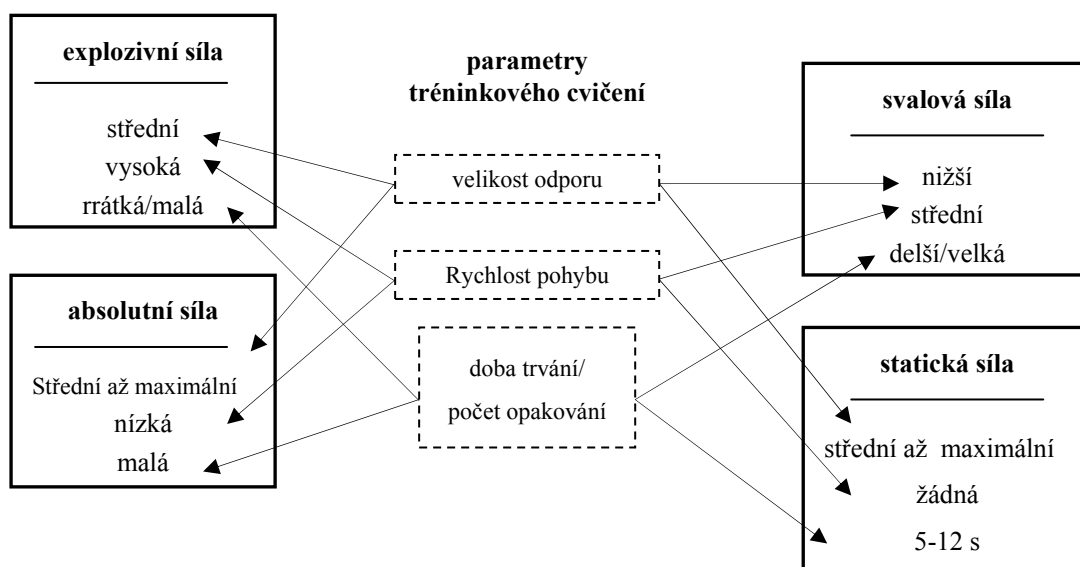 explozivní síla
střední
vysoká
rrátká/malá
absolutní síla
Střední až maximální
nízká
malá
parametry
tréninkového cvičení
velikost odporu
Rychlost pohybu
doba trvání/
počet opakování
svalová síla
nižší
střední
delší/velká
statická síla
střední až maximální
žádná
5-12 s